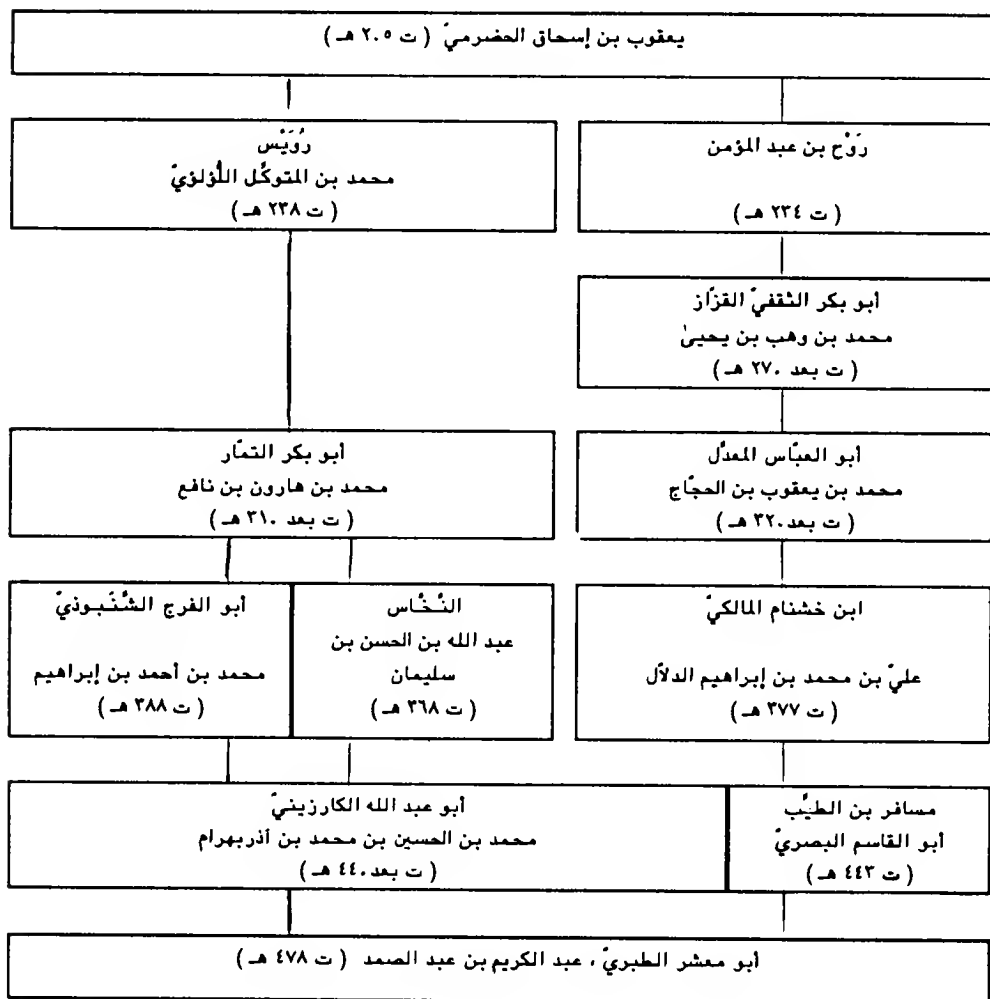 يعقوب بن إسحاق الحضرميّ ( ت ٢٠٥ هـ )
رَوْح بن عبد المؤمن
( ت ٢٣٤ هـ )
رُوَيْس
محمد بن المتوكّل اللُّؤلؤيّ
( ت ٢٣٨ هـ )
أبو بكر الثقفيّ القزّاز
محمد بن وهب بن يحيىٰ
( ت بعد ٢٧٠ هـ )
أبو العبّاس المعدّل
محمد بن يعقوب بن الحجّاج
( ت بعد ٣٢٠ هـ )
أبو بكر التمّار
محمد بن هارون بن نافع
( ت بعد ٣١٠ هـ )
ابن خشنام المالكيّ
عليّ بن محمد بن إبراهيم الدلاّل
( ت ٣٧٧ هـ )
النّخّاس
عبد الله بن الحسن بن
سليمان
( ت ٣٦٨ هـ )
أبو الفرج الشَّنَبوذيّ
محمد بن أحمد بن إبراهيم
( ت ٣٨٨ هـ )
مسافر بن الطيّب
أبو القاسم البصريّ
( ت ٤٤٣ هـ )
أبو عبد الله الكارزينيّ
محمد بن الحسين بن محمد بن آذربهرام
( ت بعد ٤٤٠ هـ )
أبو معشر الطبريّ ، عبد الكريم بن عبد الصمد ( ت ٤٧٨ هـ )